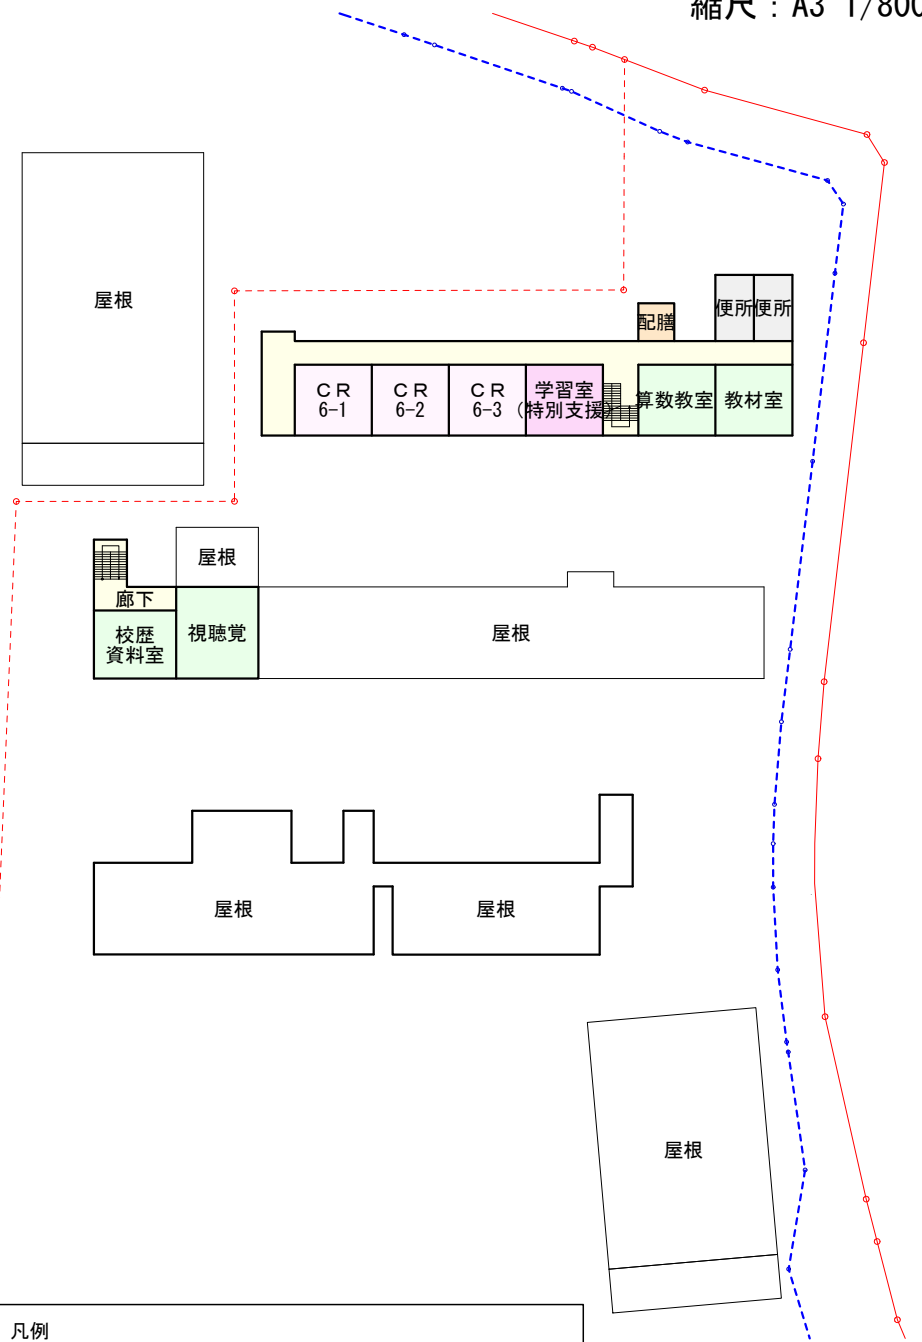 縮尺：A3 1/800
屋根
配膳
便所
便所
ＣＲ
6-1
ＣＲ
6-2
ＣＲ
6-3
学習室
(特別支援)
算数教室
教材室
屋根
廊下
校歴
資料室
視聴覚
屋根
屋根
屋根
屋根
凡例